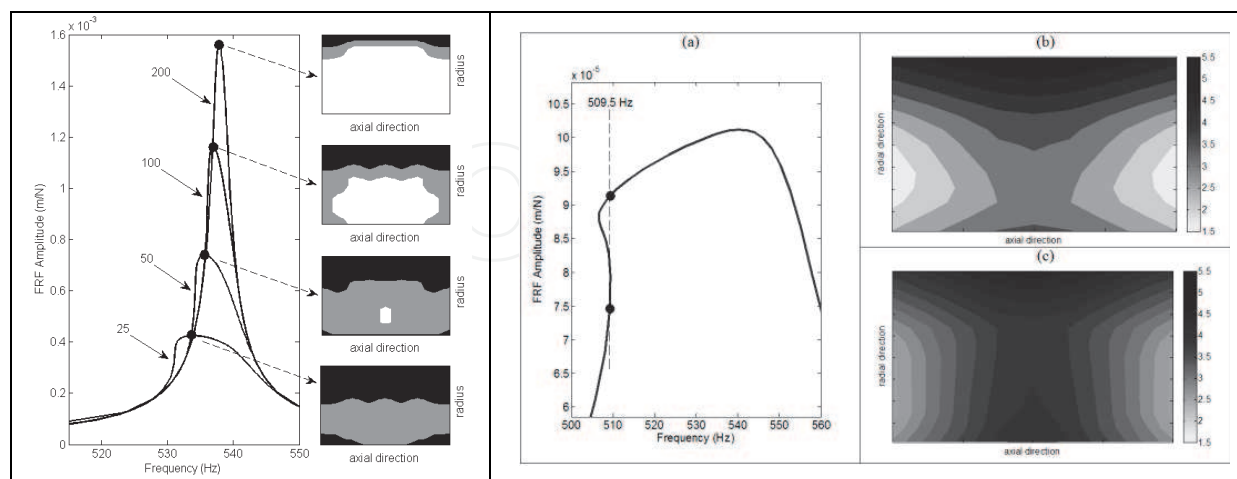 x 10⁻³
1.6
1.4
1.2
1
0.8
0.6
0.4
0.2
0
FRF Amplitude (m/N)
200
100
50
25
520 530 540 550
Frequency (Hz)
radius
axial direction
radius
axial direction
radius
axial direction
radius
axial direction
(a)
x 10⁻⁵
509.5 Hz
10.5
10
9.5
9
8.5
8
7.5
7
6.5
6
FRF Amplitude (m/N)
500 510 520 530 540 550 560
Frequency (Hz)
(b)
radial direction
axial direction
5.5
5
4.5
4
3.5
3
2.5
2
1.5
(c)
radial direction
axial direction
5.5
5
4.5
4
3.5
3
2.5
2
1.5